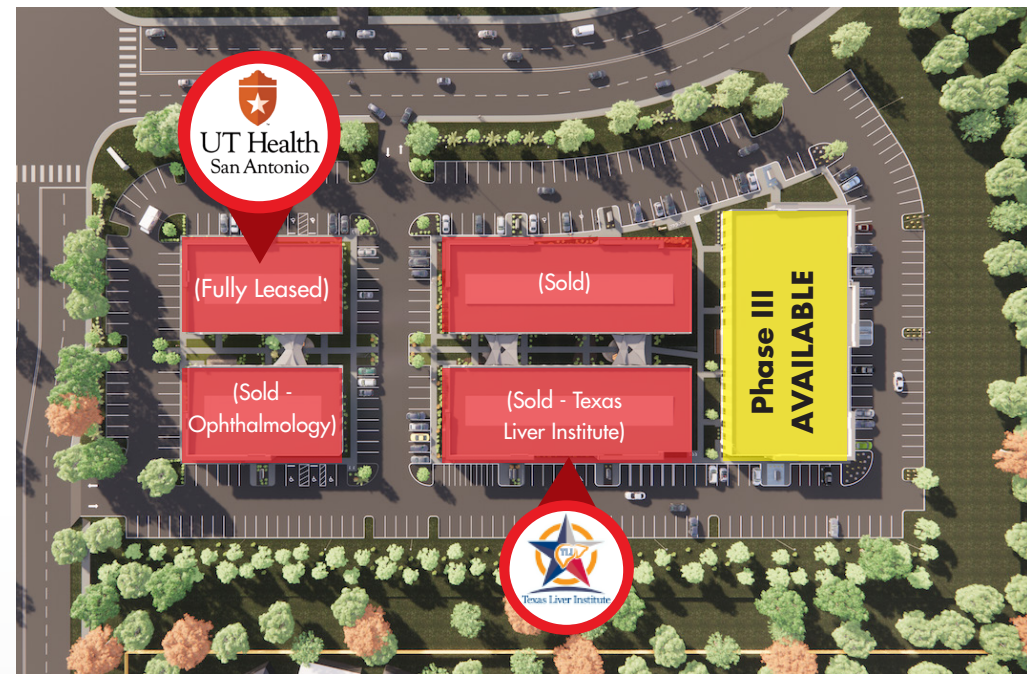 UT Health
San Antonio
(Fully Leased)
(Sold)
Phase III
AVAILABLE
(Sold -
Ophthalmology)
(Sold - Texas
Liver Institute)
TLI
Texas Liver Institute